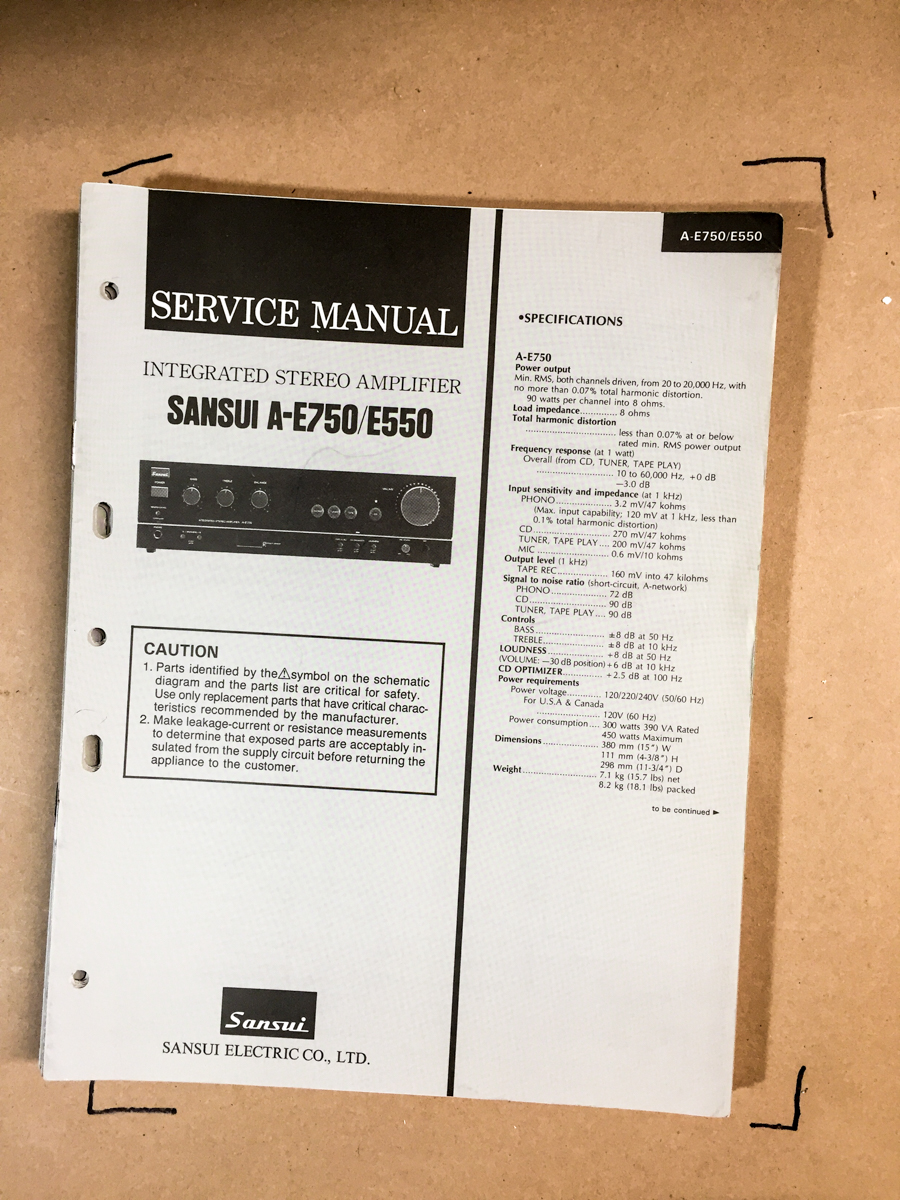 SERVICE MANUAL
INTEGRATED STEREO AMPLIFIER
SANSUI A-E750/E550
Sansui
POWER
BASS
TREBLE
BALANCE
CAUTION
1. Parts identified by the⚠symbol on the schematic
diagram and the parts list are critical for safety.
Use only replacement parts that have critical charac-
teristics recommended by the manufacturer.
2. Make leakage-current or resistance measurements
to determine that exposed parts are acceptably in-
sulated from the supply circuit before returning the
appliance to the customer.
Sansui
SANSUI ELECTRIC CO., LTD.
A-E750/E550
•SPECIFICATIONS
A-E750
Power output
Min. RMS, both channels driven, from 20 to 20,000 Hz, with
no more than 0.07% total harmonic distortion.
90 watts per channel into 8 ohms.
Load impedance............. 8 ohms
Total harmonic distortion
................................ less than 0.07% at or below
rated min. RMS power output
Frequency response (at 1 watt)
Overall (from CD, TUNER, TAPE PLAY)
........................... 10 to 60,000 Hz, +0 dB
−3.0 dB
Input sensitivity and impedance (at 1 kHz)
PHONO.................... 3.2 mV/47 kohms
(Max. input capability; 120 mV at 1 kHz, less than
0.1% total harmonic distortion)
CD........................... 270 mV/47 kohms
TUNER, TAPE PLAY.... 200 mV/47 kohms
MIC ......................... 0.6 mV/10 kohms
Output level (1 kHz)
TAPE REC.................. 160 mV into 47 kilohms
Signal to noise ratio (short-circuit, A-network)
PHONO.................... 72 dB
CD........................... 90 dB
TUNER, TAPE PLAY.... 90 dB
Controls
BASS........................ ±8 dB at 50 Hz
TREBLE..................... ±8 dB at 10 kHz
LOUDNESS.................... +8 dB at 50 Hz
(VOLUME: −30 dB position) +6 dB at 10 kHz
CD OPTIMIZER............... +2.5 dB at 100 Hz
Power requirements
Power voltage............ 120/220/240V (50/60 Hz)
For U.S.A & Canada
...................... 120V (60 Hz)
Power consumption.... 300 watts 390 VA Rated
450 watts Maximum
Dimensions.................... 380 mm (15") W
111 mm (4-3/8") H
298 mm (11-3/4") D
Weight.......................... 7.1 kg (15.7 lbs) net
8.2 kg (18.1 lbs) packed
to be continued ►